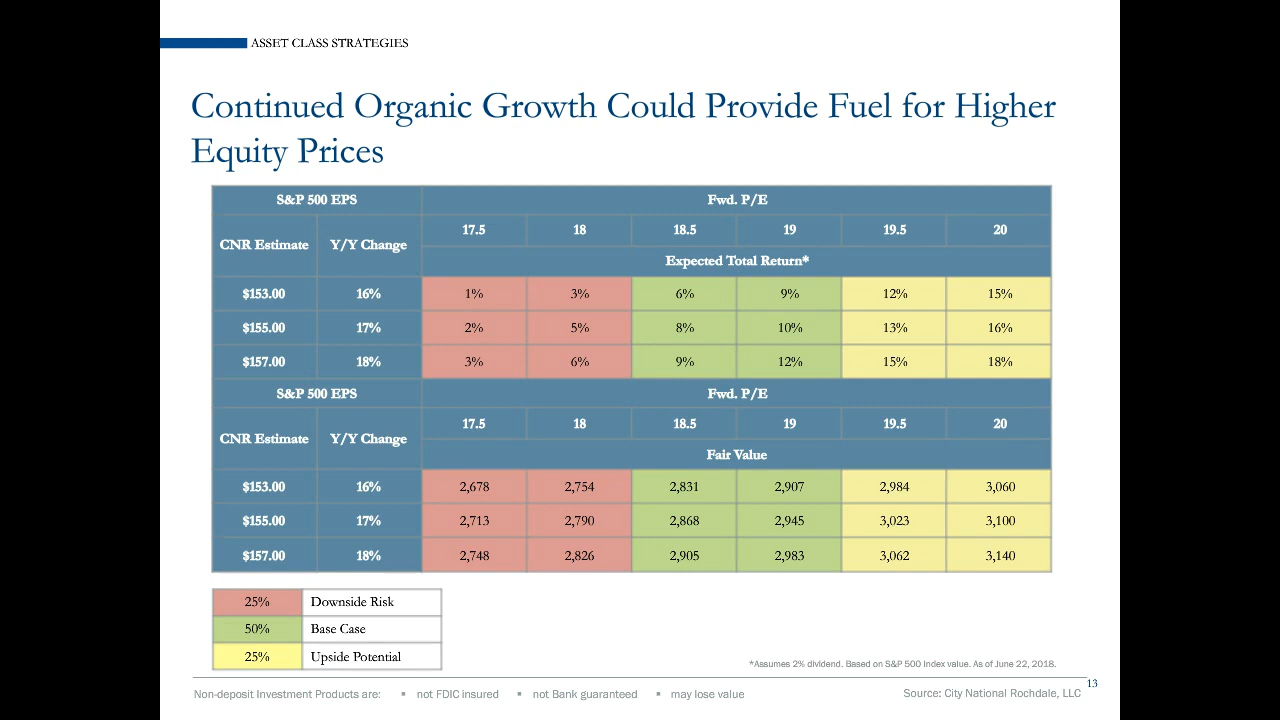 ASSET CLASS STRATEGIES
Continued Organic Growth Could Provide Fuel for Higher
Equity Prices
S&P 500 EPS Fwd. P/E
CNR Estimate Y/Y Change 17.5 18 18.5 19 19.5 20
Expected Total Return*
$153.00 16% 1% 3% 6% 9% 12% 15%
$155.00 17% 2% 5% 8% 10% 13% 16%
$157.00 18% 3% 6% 9% 12% 15% 18%
S&P 500 EPS Fwd. P/E
CNR Estimate Y/Y Change 17.5 18 18.5 19 19.5 20
Fair Value
$153.00 16% 2,678 2,754 2,831 2,907 2,984 3,060
$155.00 17% 2,713 2,790 2,868 2,945 3,023 3,100
$157.00 18% 2,748 2,826 2,905 2,983 3,062 3,140
25% Downside Risk
50% Base Case
25% Upside Potential
*Assumes 2% dividend. Based on S&P 500 Index value. As of June 22, 2018.
Non-deposit Investment Products are: ▪ not FDIC insured ▪ not Bank guaranteed ▪ may lose value
Source: City National Rochdale, LLC
13